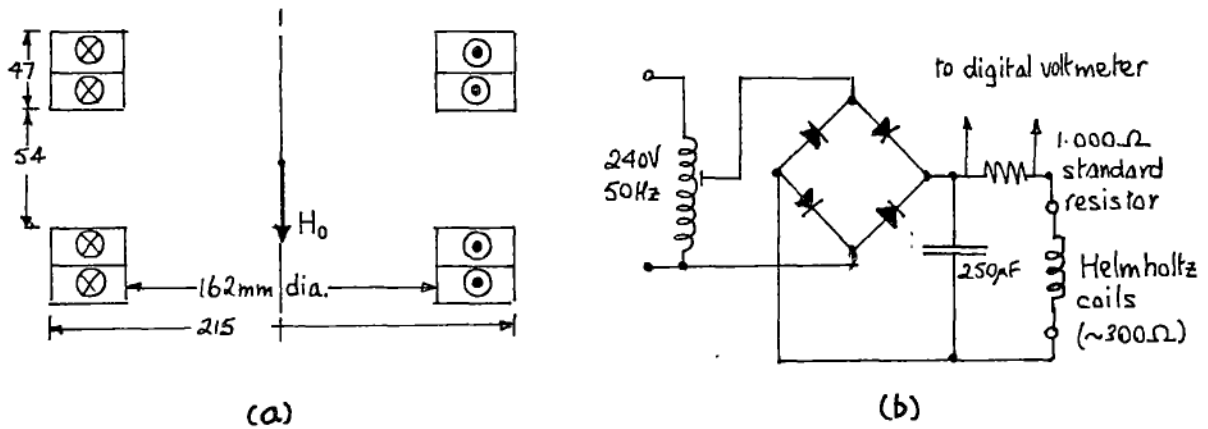 47
54
H₀
162mm dia.
215
(a)
to digital voltmeter
240V
50Hz
1.000Ω
standard
resistor
250μF
Helmholtz
coils
(~300Ω)
(b)